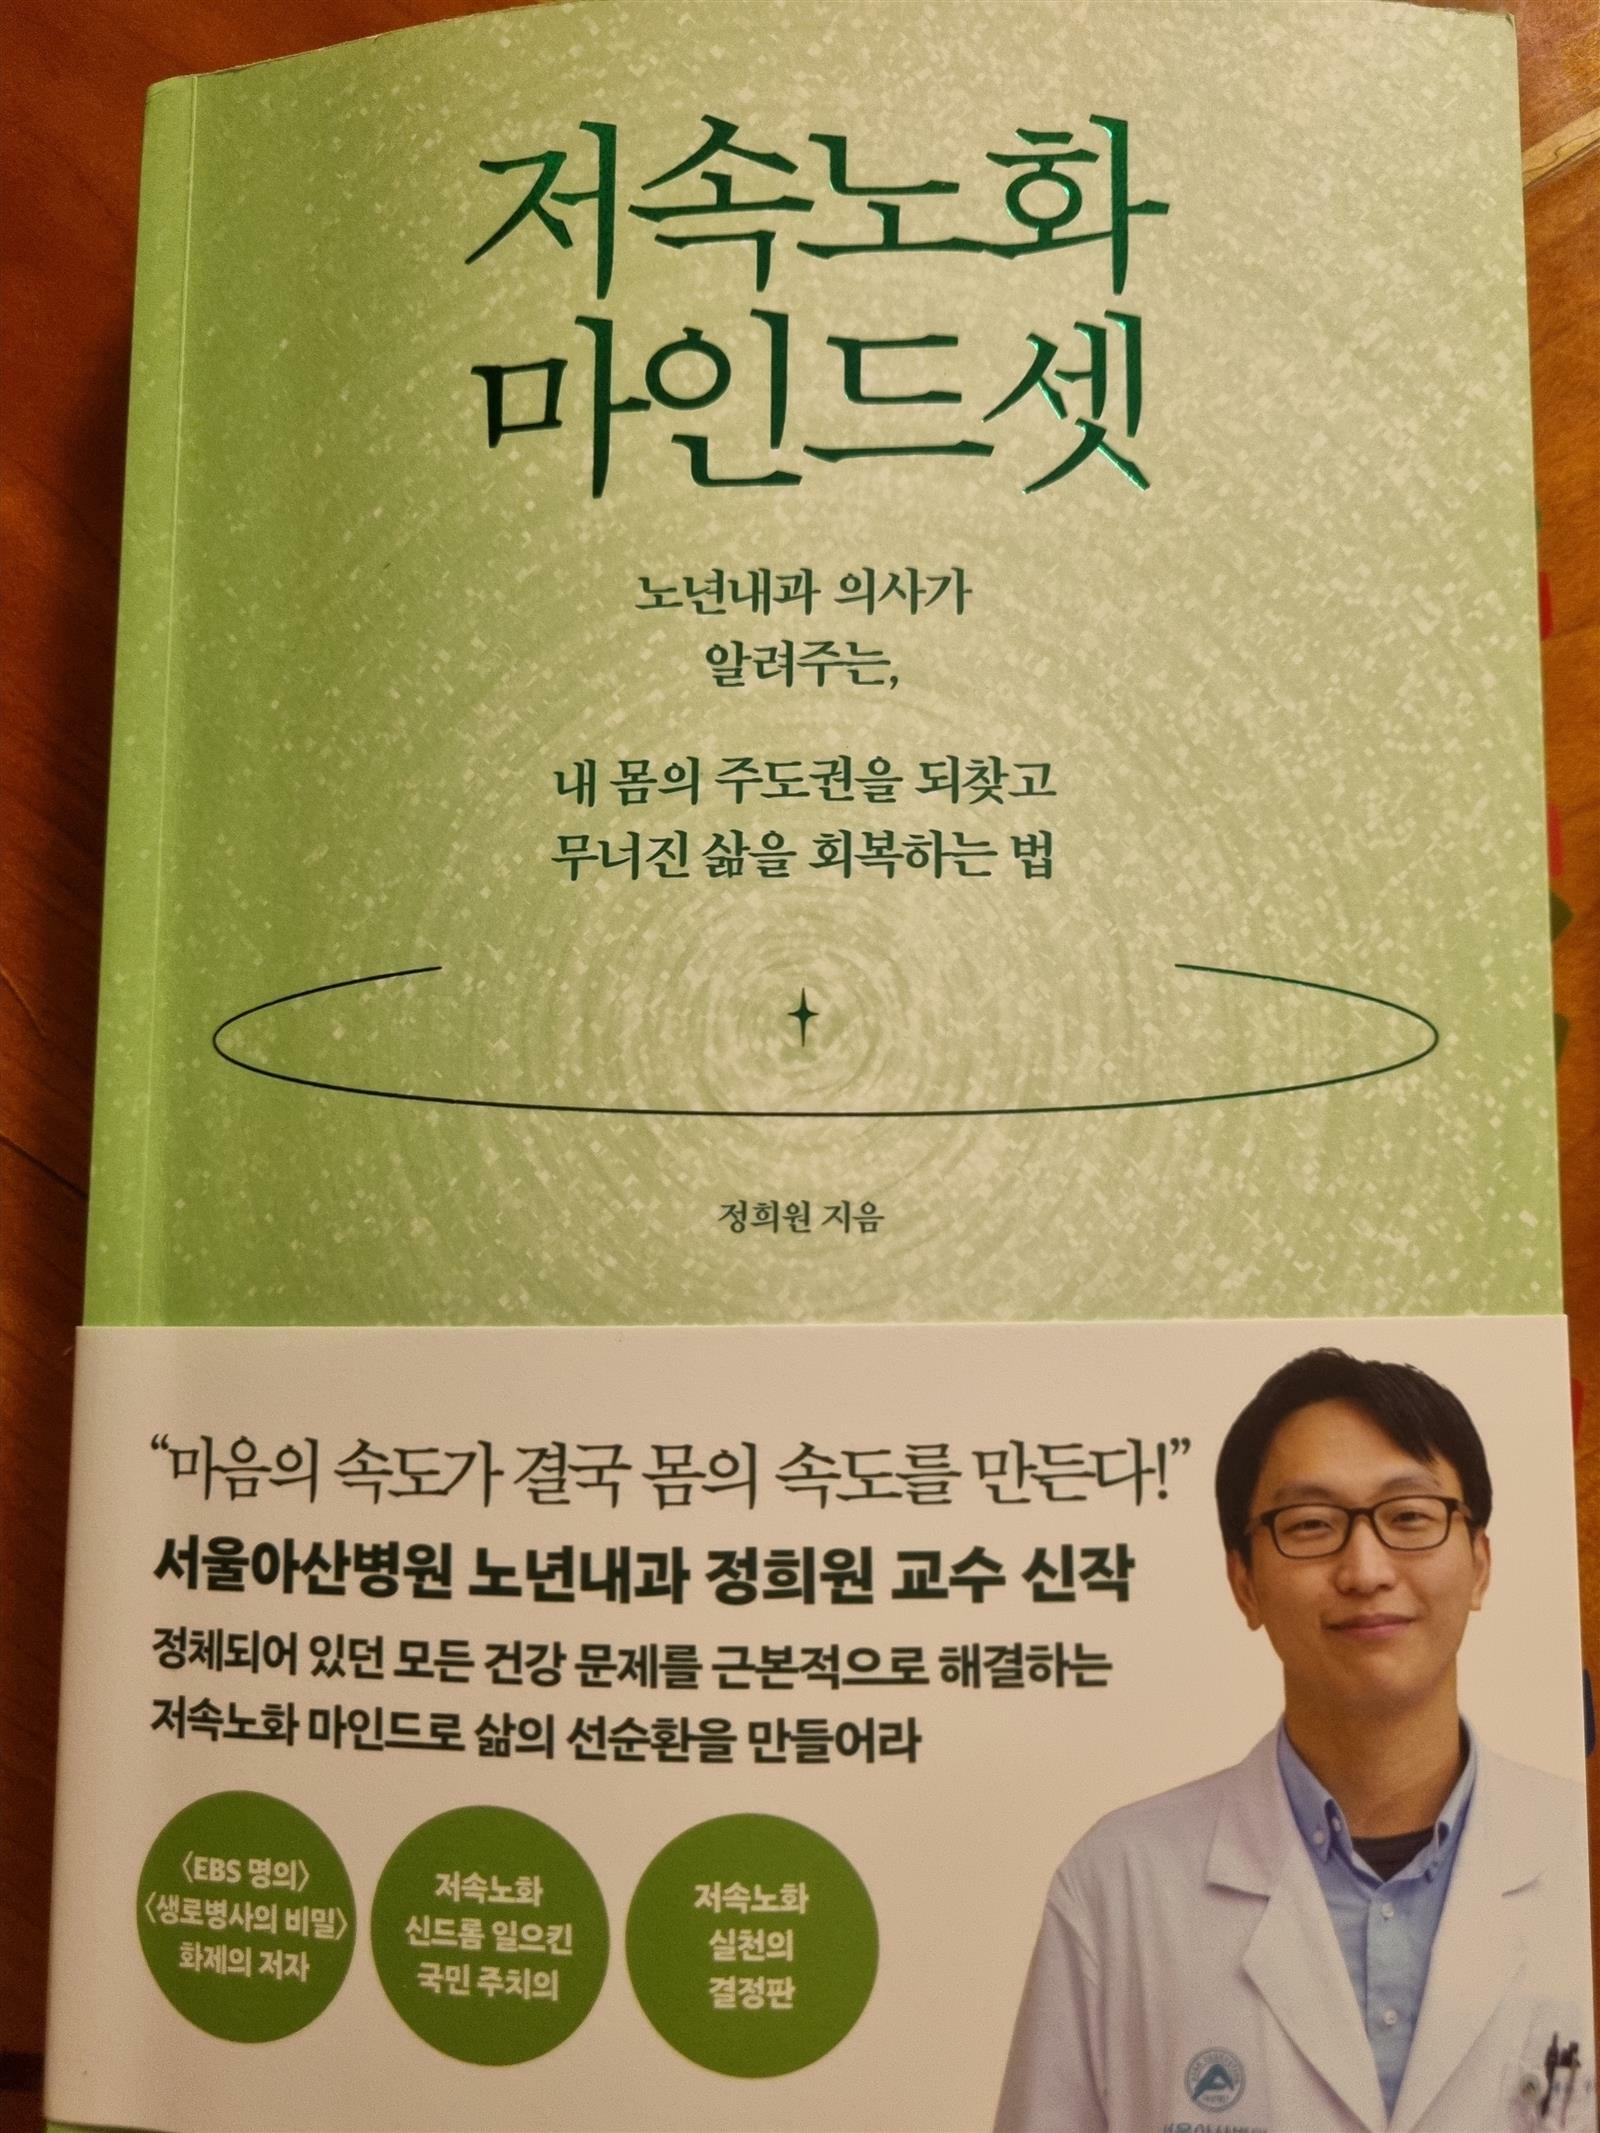 저속노화
마인드셋
노년내과 의사가
알려주는,
내 몸의 주도권을 되찾고
무너진 삶을 회복하는 법
정희원 지음
“마음의 속도가 결국 몸의 속도를 만든다!”
서울아산병원 노년내과 정희원 교수 신작
정체되어 있던 모든 건강 문제를 근본적으로 해결하는
저속노화 마인드로 삶의 선순환을 만들어라
〈EBS 명의〉
〈생로병사의 비밀〉
화제의 저자
저속노화
신드롬 일으킨
국민 주치의
저속노화
실천의
결정판
서울아산병원